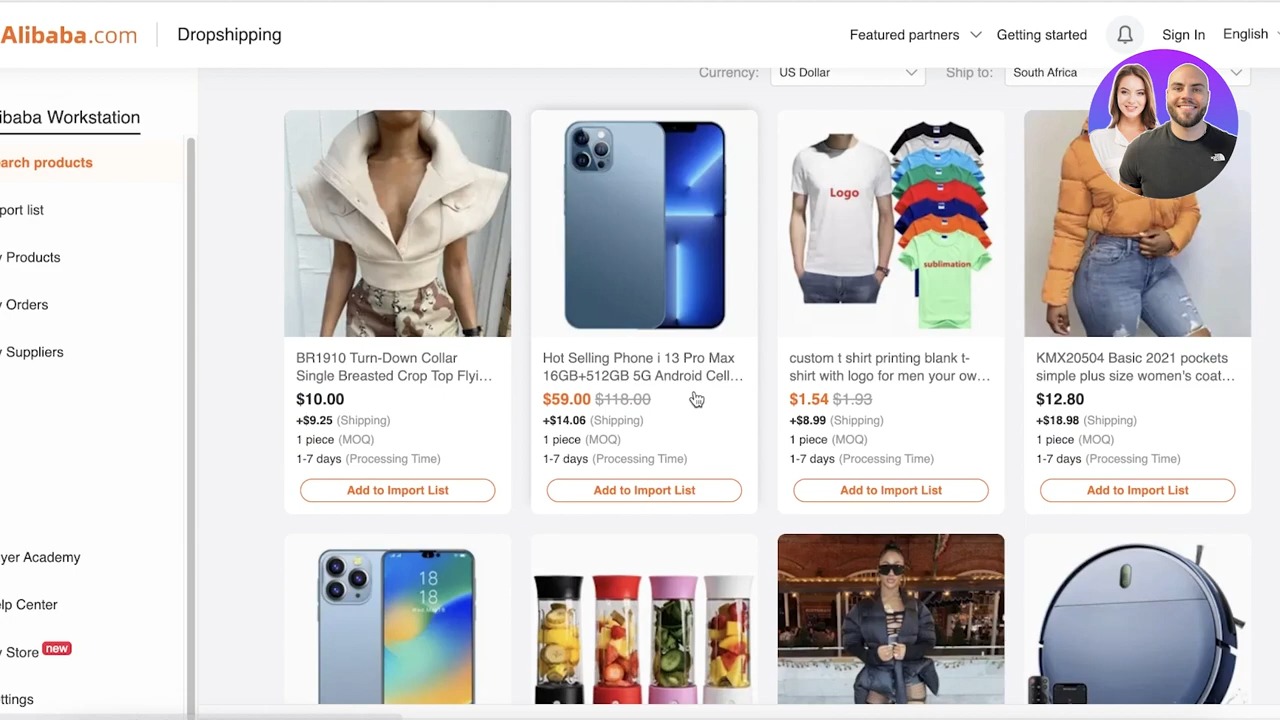 Alibaba.com
Dropshipping
Featured partners
Getting started
Sign In
English
Currency:
US Dollar
Ship to:
South Africa
ibaba Workstation
arch products
port list
y Products
y Orders
y Suppliers
yer Academy
elp Center
y Store new
ttings
Logo
sublimation
BR1910 Turn-Down Collar
Single Breasted Crop Top Flyi...
$10.00
+$9.25 (Shipping)
1 piece (MOQ)
1-7 days (Processing Time)
Add to Import List
Hot Selling Phone i 13 Pro Max
16GB+512GB 5G Android Cell...
$59.00 $118.00
+$14.06 (Shipping)
1 piece (MOQ)
1-7 days (Processing Time)
Add to Import List
custom t shirt printing blank t-
shirt with logo for men your ow...
$1.54 $1.93
+$8.99 (Shipping)
1 piece (MOQ)
1-7 days (Processing Time)
Add to Import List
KMX20504 Basic 2021 pockets
simple plus size women's coat...
$12.80
+$18.98 (Shipping)
1 piece (MOQ)
1-7 days (Processing Time)
Add to Import List
18
18